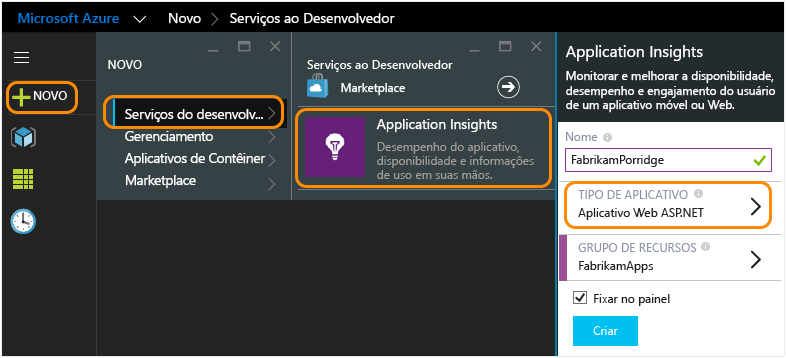 Microsoft Azure Novo > Serviços ao Desenvolvedor
NOVO
NOVO
Serviços do desenvolv...
Gerenciamento
Aplicativos de Contêiner
Marketplace
Serviços ao Desenvolvedor
Marketplace
Application Insights
Desempenho do aplicativo,
disponibilidade e informações
de uso em suas mãos.
Application Insights
Monitorar e melhorar a disponibilidade,
desempenho e engajamento do usuário
de um aplicativo móvel ou Web.
Nome
FabrikamPorridge
TIPO DE APLICATIVO
Aplicativo Web ASP.NET
GRUPO DE RECURSOS
FabrikamApps
Fixar no painel
Criar